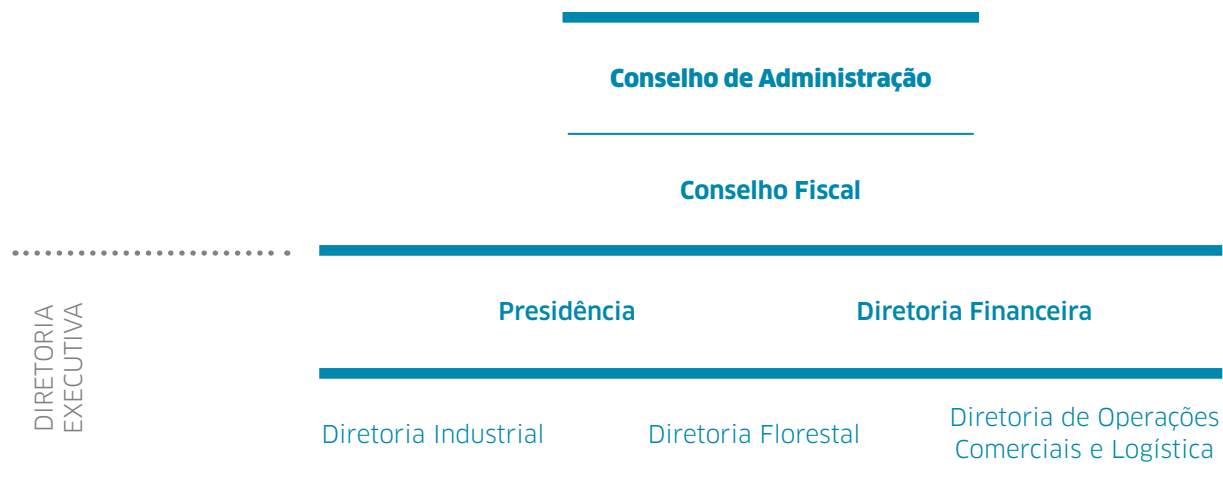 Conselho de Administração
Conselho Fiscal
DIRETORIA
EXECUTIVA
Presidência
Diretoria Financeira
Diretoria Industrial
Diretoria Florestal
Diretoria de Operações
Comerciais e Logística